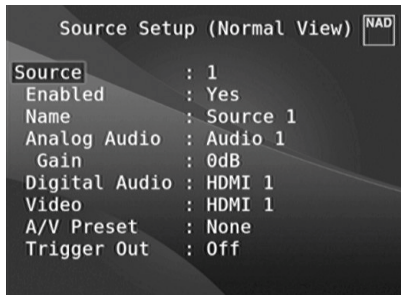 Source Setup (Normal View) NAD
Source : 1
Enabled : Yes
Name : Source 1
Analog Audio : Audio 1
Gain : 0dB
Digital Audio : HDMI 1
Video : HDMI 1
A/V Preset : None
Trigger Out : Off